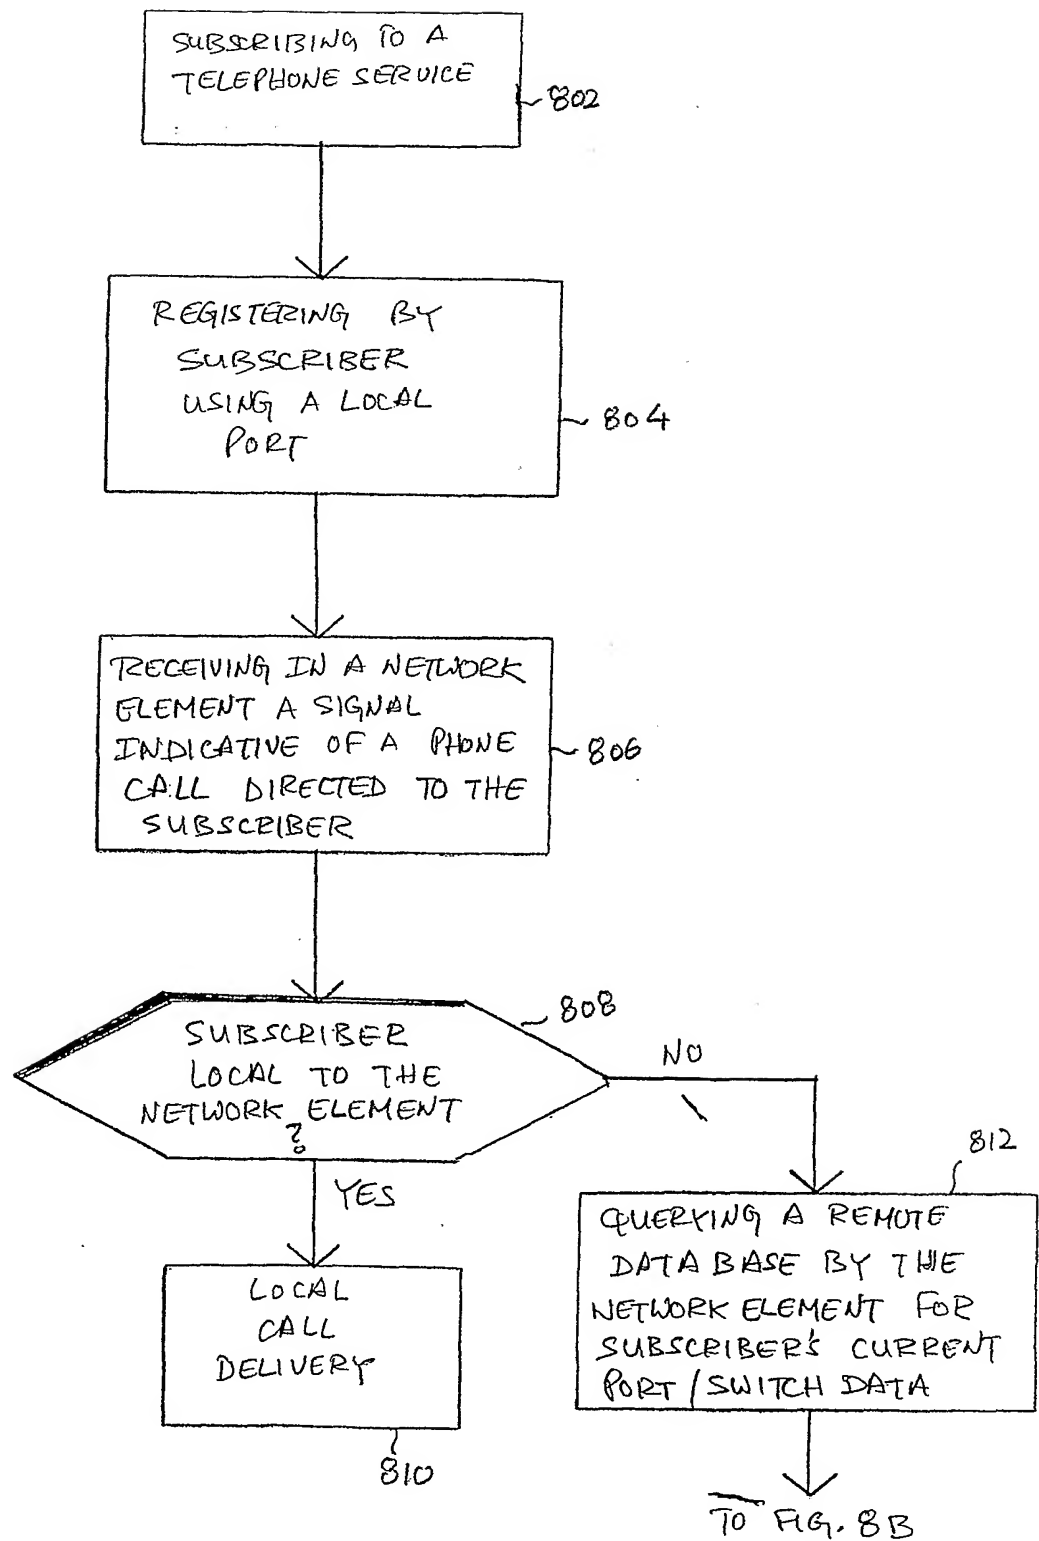 SUBSCRIBING TO A
TELEPHONE SERVICE
802
REGISTERING BY
SUBSCRIBER
USING A LOCAL
PORT
804
RECEIVING IN A NETWORK
ELEMENT A SIGNAL
INDICATIVE OF A PHONE
CALL DIRECTED TO THE
SUBSCRIBER
806
808
SUBSCRIBER
LOCAL TO THE
NETWORK ELEMENT
?
NO
YES
812
LOCAL
CALL
DELIVERY
810
QUERYING A REMOTE
DATABASE BY THE
NETWORK ELEMENT FOR
SUBSCRIBER'S CURRENT
PORT/SWITCH DATA
TO FIG. 8B